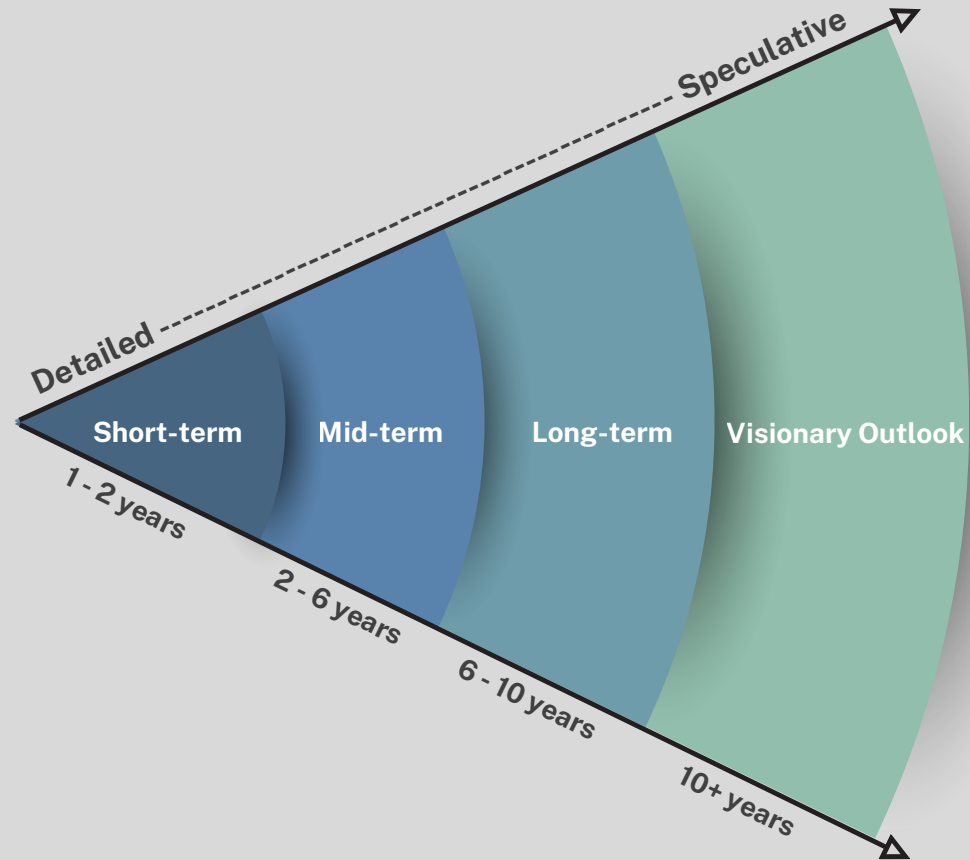 Speculative
Detailed
Short-term
Mid-term
Long-term
Visionary Outlook
1 - 2 years
2 - 6 years
6 - 10 years
10+ years